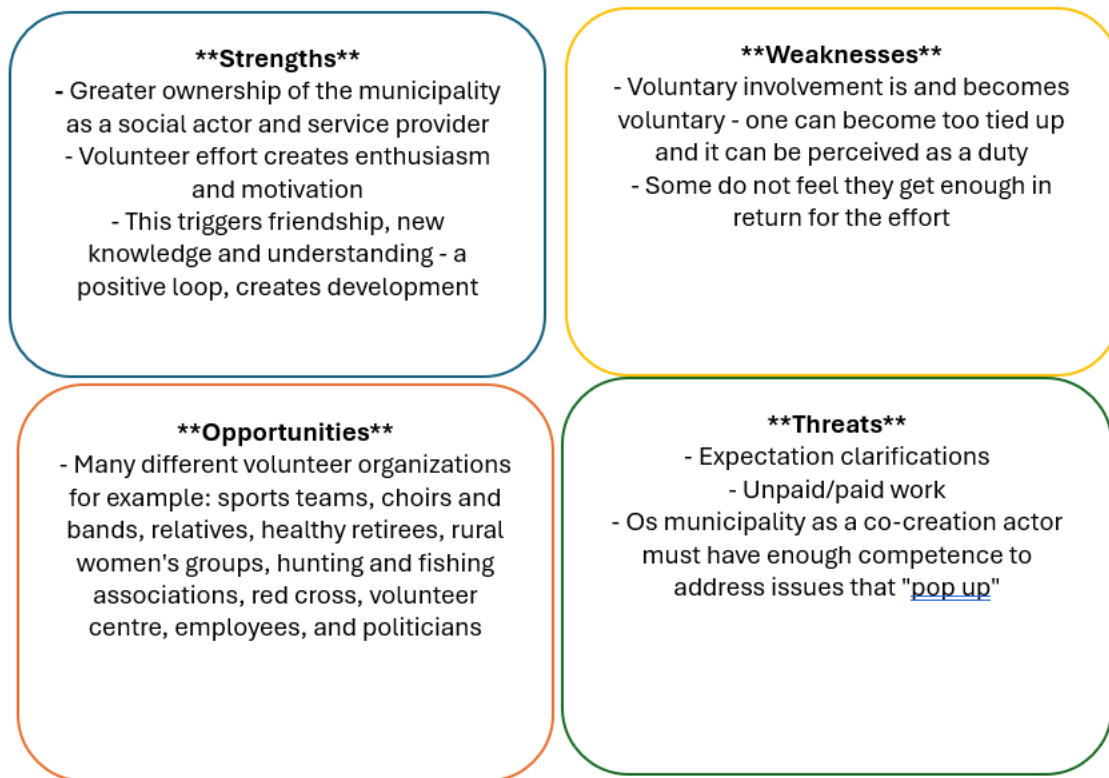 **Strengths**
- Greater ownership of the municipality
as a social actor and service provider
- Volunteer effort creates enthusiasm
and motivation
- This triggers friendship, new
knowledge and understanding - a
positive loop, creates development
**Weaknesses**
- Voluntary involvement is and becomes
voluntary - one can become too tied up
and it can be perceived as a duty
- Some do not feel they get enough in
return for the effort
**Opportunities**
- Many different volunteer organizations
for example: sports teams, choirs and
bands, relatives, healthy retirees, rural
women's groups, hunting and fishing
associations, red cross, volunteer
centre, employees, and politicians
**Threats**
- Expectation clarifications
- Unpaid/paid work
- Os municipality as a co-creation actor
must have enough competence to
address issues that "pop up"